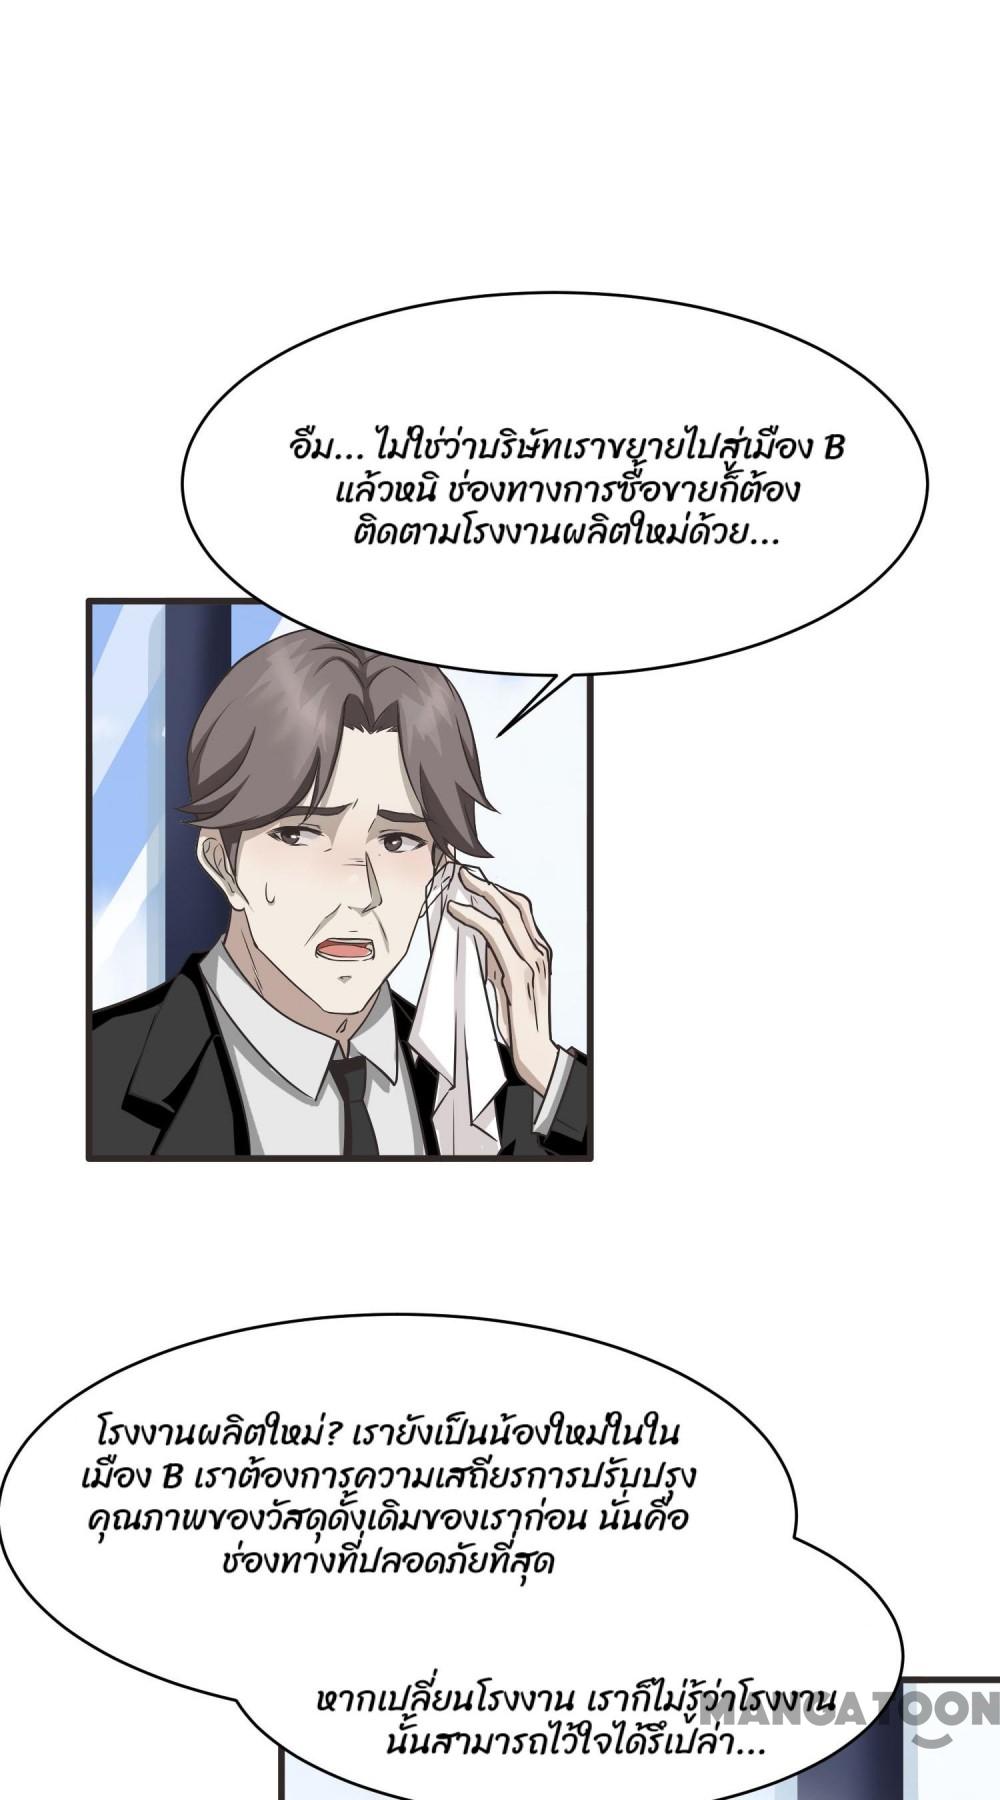 อืม... ไม่ใช่ว่าบริษัทเราขยายไปสู่เมือง B
แล้วหนิ ช่องทางการซื้อขายก็ต้อง
ติดตามโรงงานผลิตใหม่ด้วย...
โรงงานผลิตใหม่? เรายังเป็นน้องใหม่ในใน
เมือง B เราต้องการความเสถียรการปรับปรุง
คุณภาพของวัสดุดั้งเดิมของเราก่อน นั่นคือ
ช่องทางที่ปลอดภัยที่สุด
หากเปลี่ยนโรงงาน เราก็ไม่รู้ว่าโรงงาน
นั้นสามารถไว้ใจได้รึเปล่า...
MANGATOON